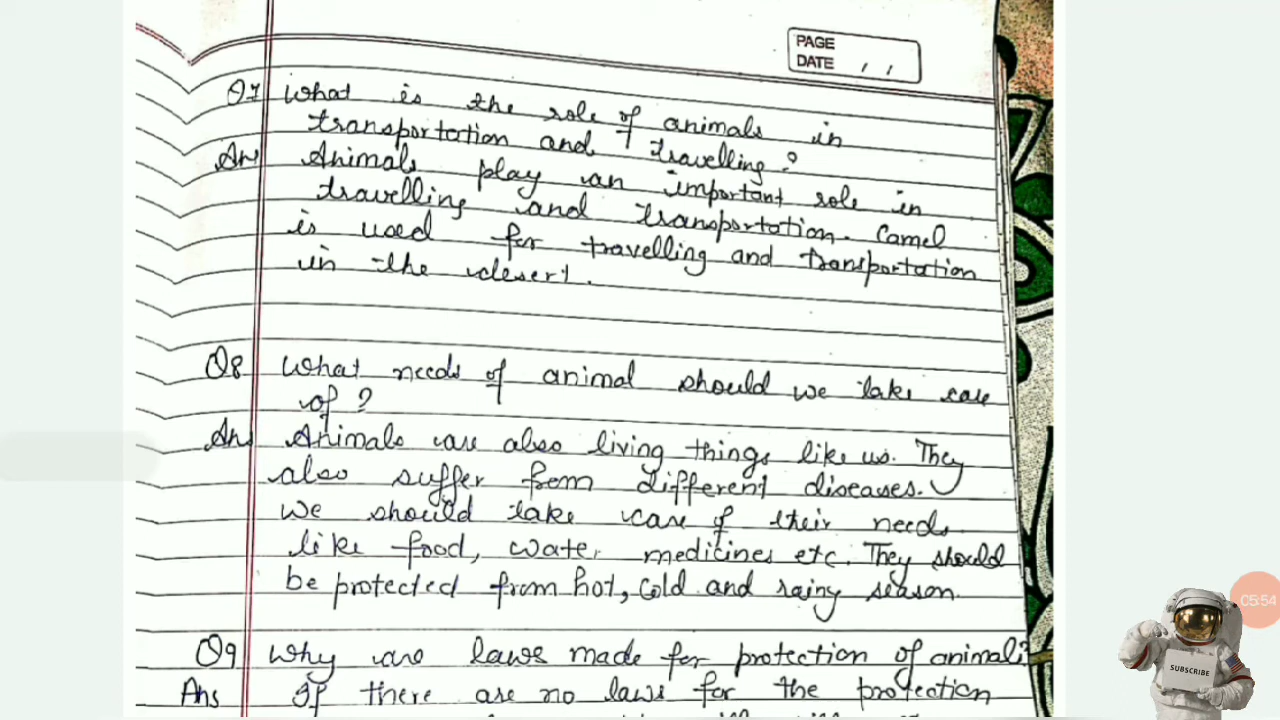 PAGE
DATE / /
Q7 What is the role of animals in
transportation and travelling?
Ans Animals play an important role in
travelling and transportation. Camel
is used for travelling and transportation
in the desert.
Q8 What needs of animal should we take care
of?
Ans Animals are also living things like us. They
also suffer from different diseases.
We should take care of their needs
like food, water, medicines etc. They should
be protected from hot, cold and rainy season.
Q9 Why are laws made for protection of animal?
Ans If there are no laws for the protection
SUBSCRIBE
05:54